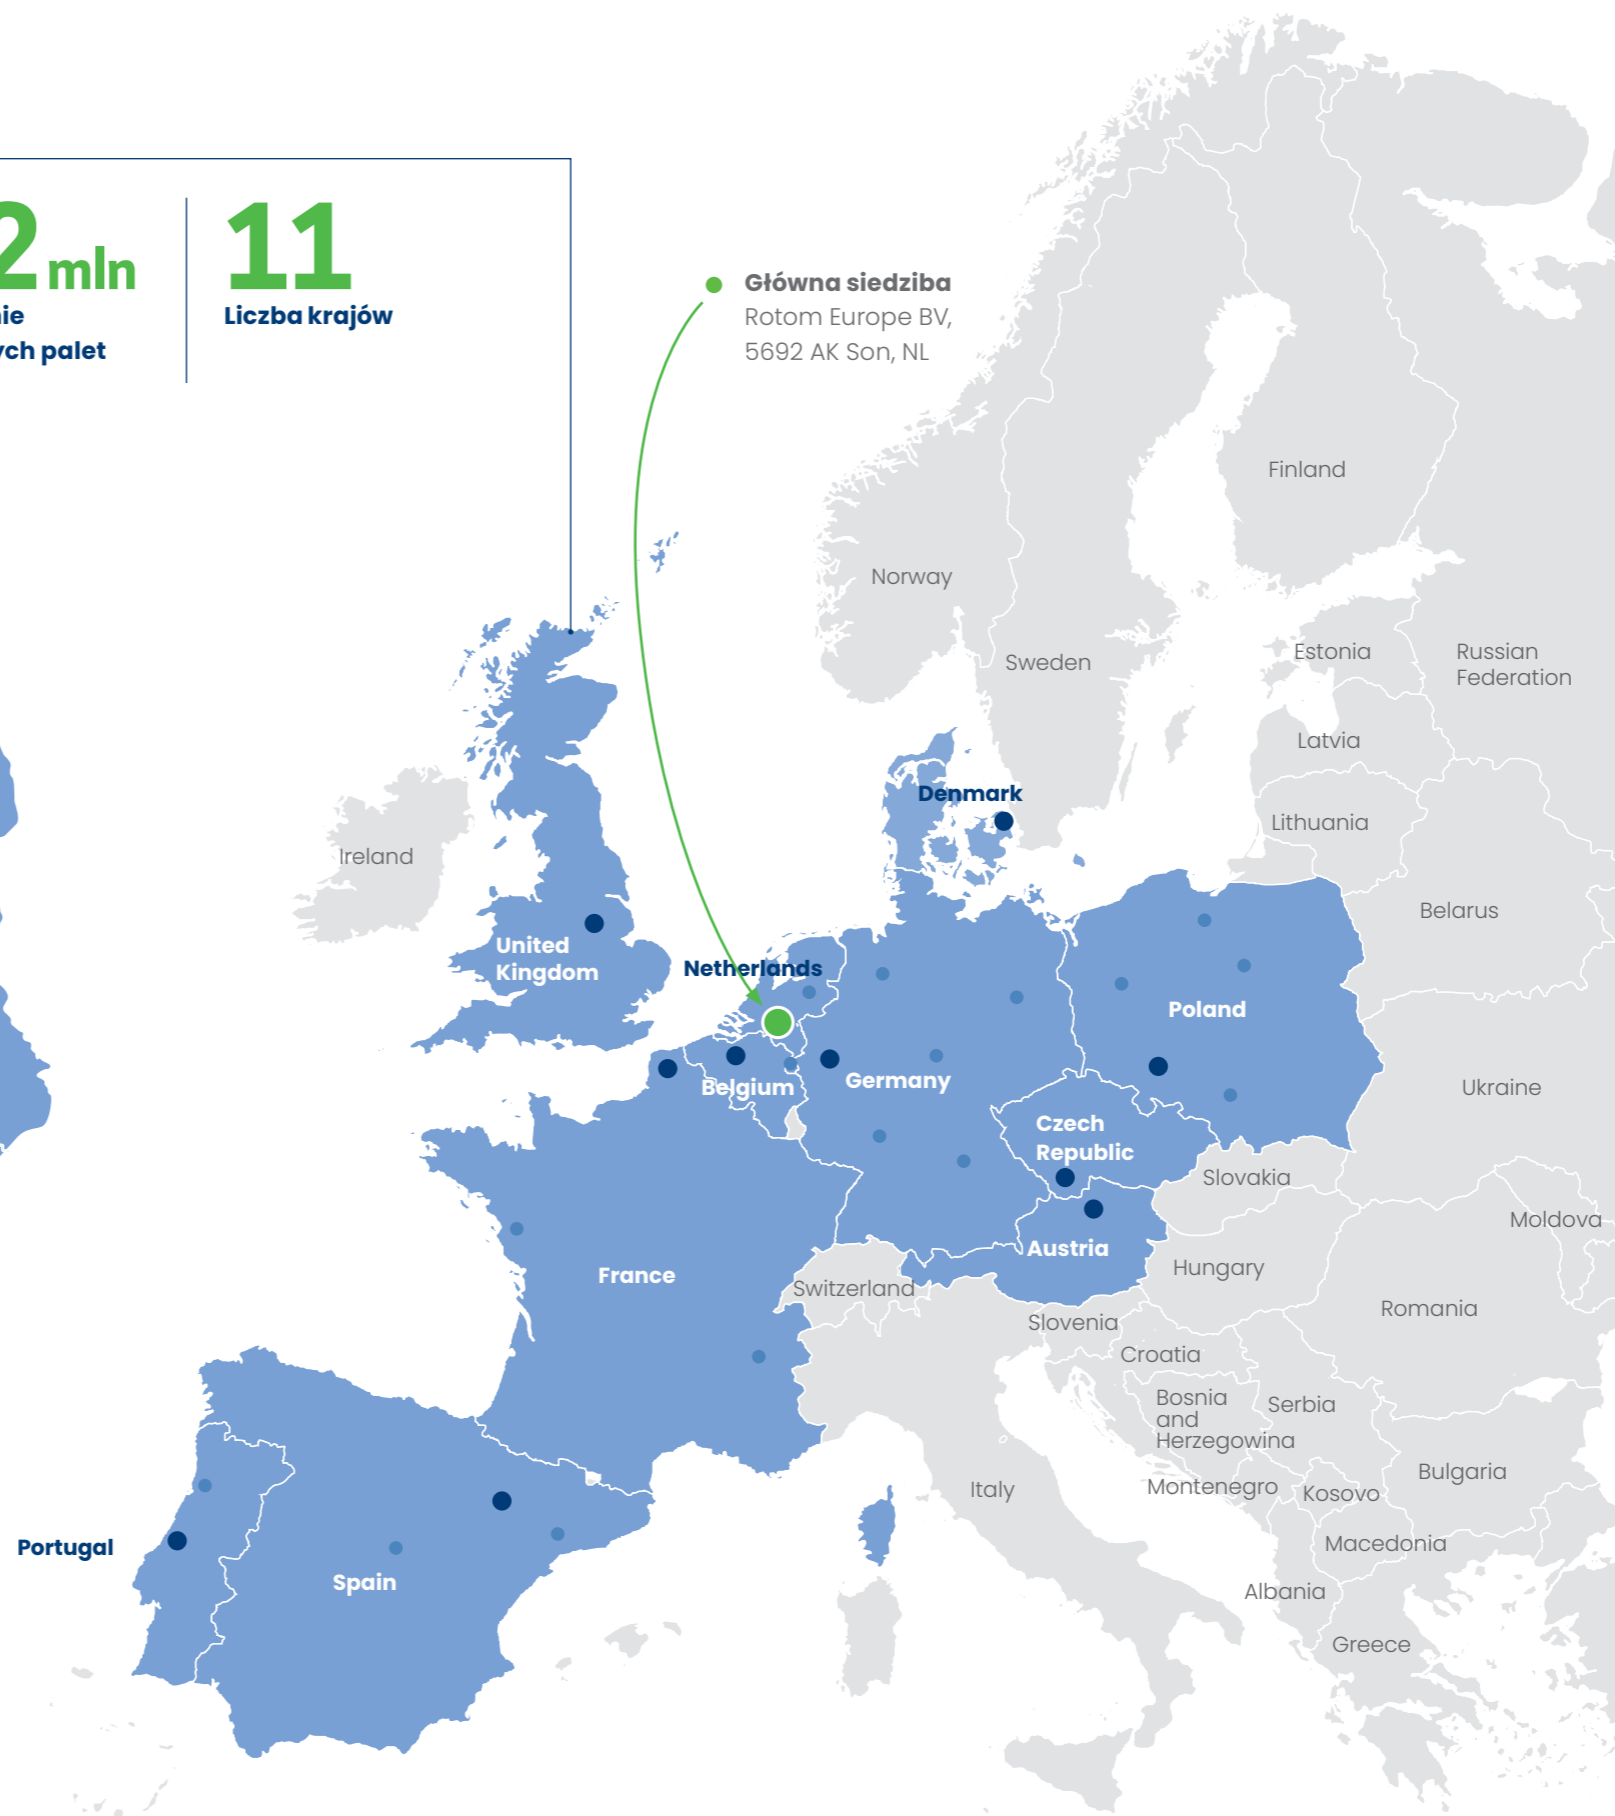 2 mln
ych palet
11
Liczba krajów
Główna siedziba
Rotom Europe BV,
5692 AK Son, NL
Finland
Norway
Sweden
Estonia
Russian
Federation
Latvia
Denmark
Lithuania
Ireland
Belarus
United
Kingdom
Netherlands
Poland
Belgium
Germany
Ukraine
Czech
Republic
Slovakia
Moldova
Austria
France
Switzerland
Hungary
Romania
Slovenia
Croatia
Bosnia
and
Herzegowina
Serbia
Montenegro
Kosovo
Bulgaria
Italy
Macedonia
Portugal
Spain
Albania
Greece